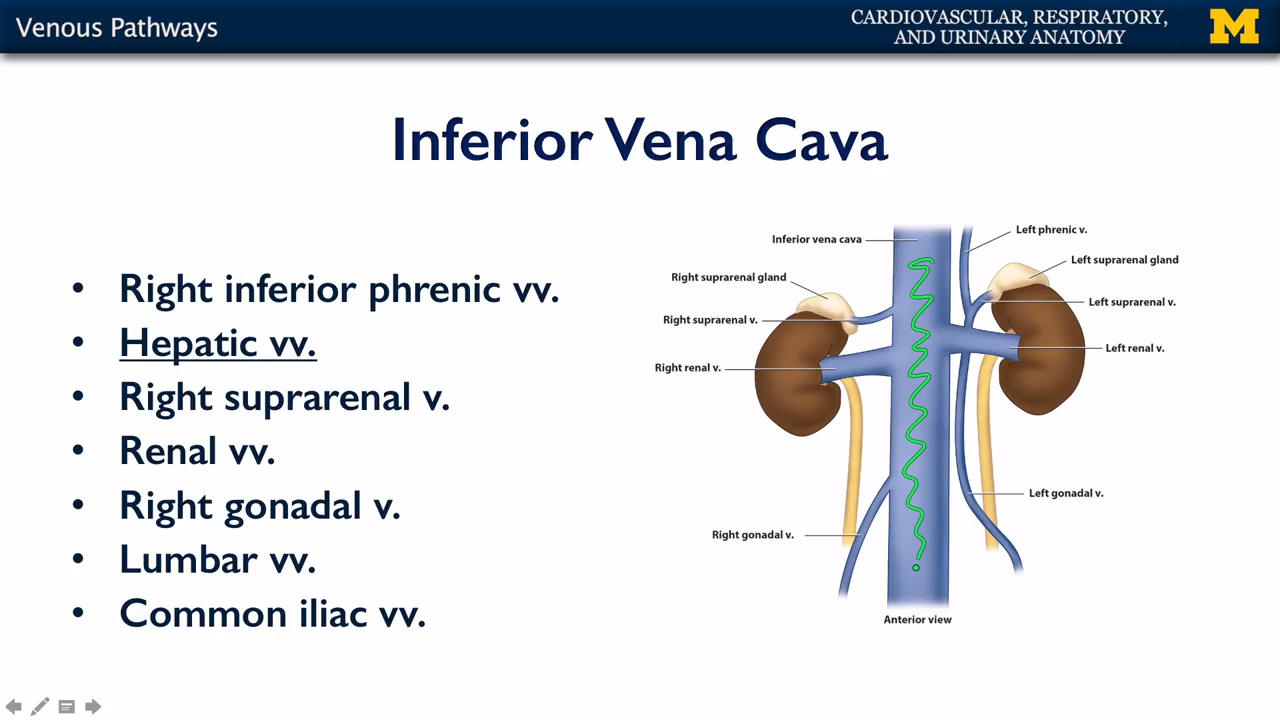 Venous Pathways
CARDIOVASCULAR, RESPIRATORY,
AND URINARY ANATOMY
M
Inferior Vena Cava
• Right inferior phrenic vv.
• Hepatic vv.
• Right suprarenal v.
• Renal vv.
• Right gonadal v.
• Lumbar vv.
• Common iliac vv.
Inferior vena cava
Right suprarenal gland
Right suprarenal v.
Right renal v.
Right gonadal v.
Left phrenic v.
Left suprarenal gland
Left suprarenal v.
Left renal v.
Left gonadal v.
Anterior view